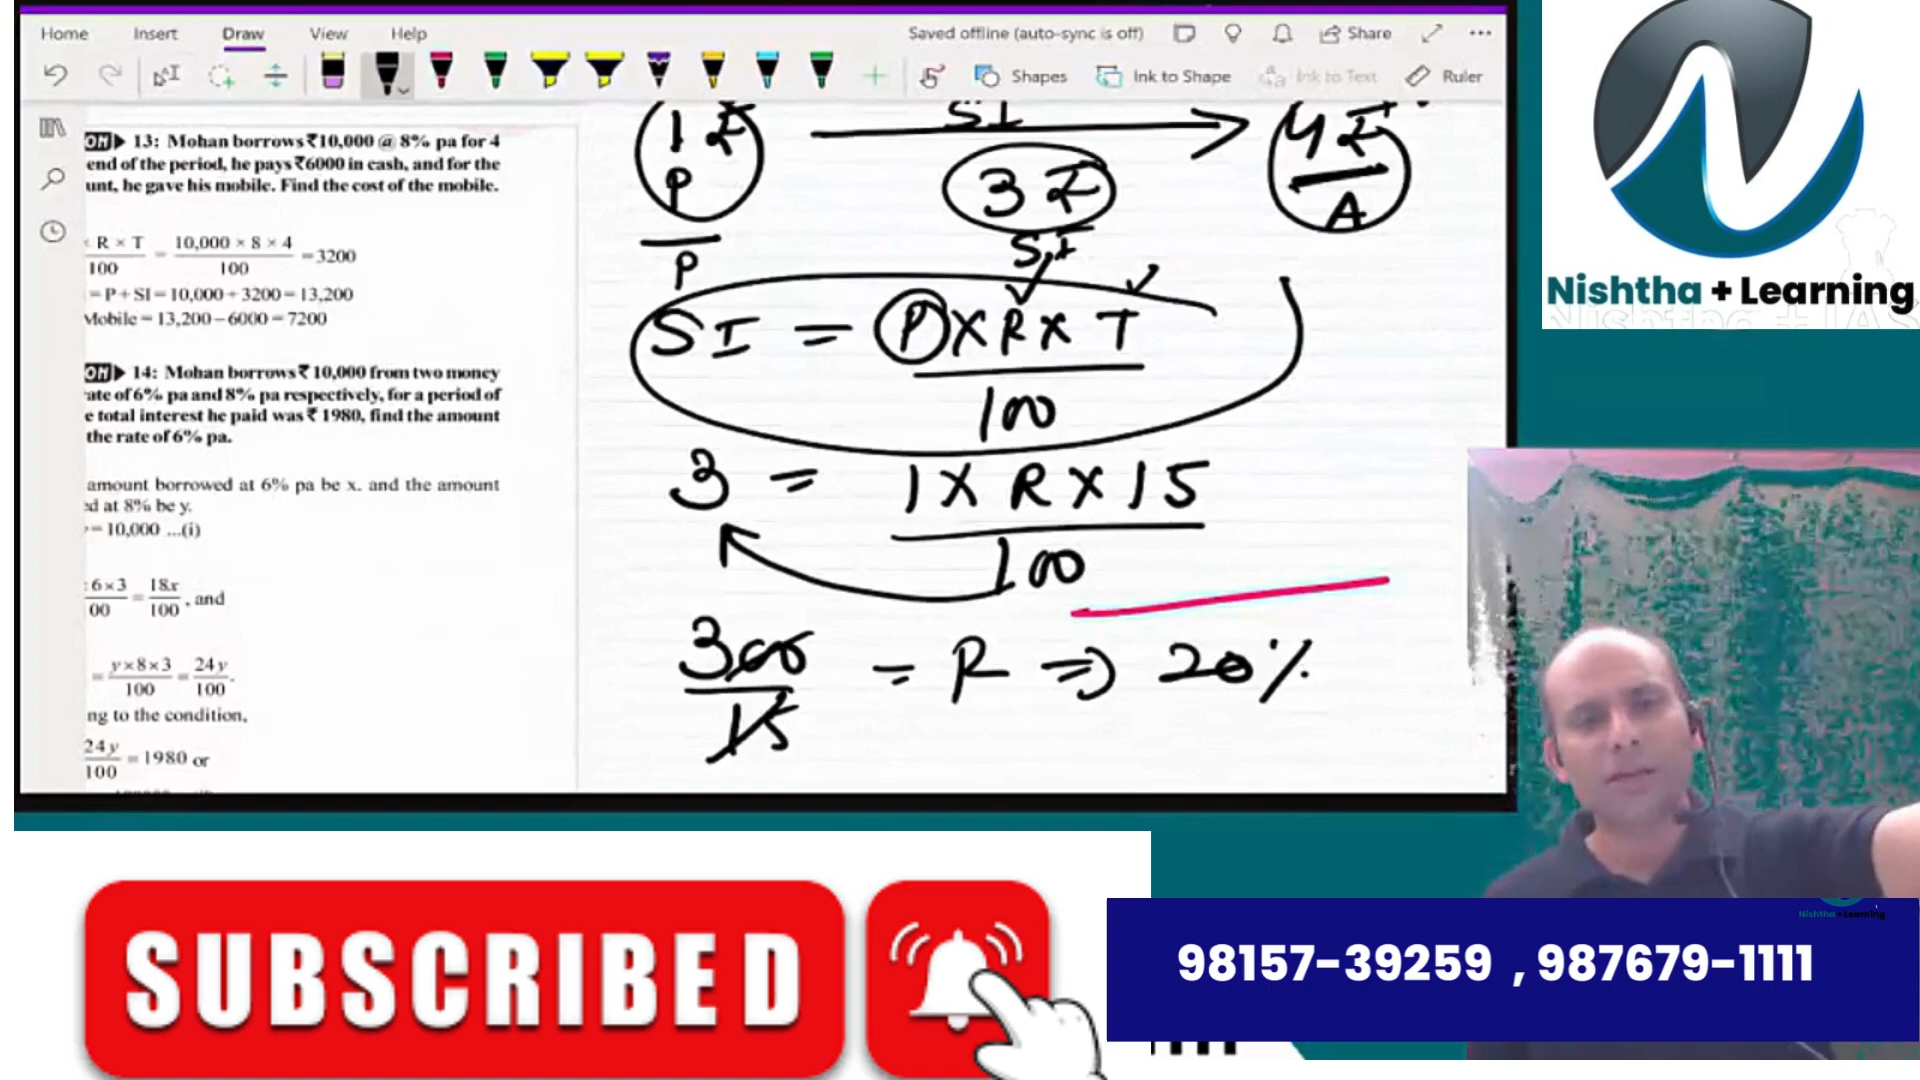 Home Insert Draw View Help
Saved offline (auto-sync is off) Share
Shapes Ink to Shape Ink to Text Ruler
13: Mohan borrows ₹10,000 @ 8% pa for 4
end of the period, he pays ₹6000 in cash, and for the
unt, he gave his mobile. Find the cost of the mobile.
R × T / 100 = 10,000 × 8 × 4 / 100 = 3200
= P + SI = 10,000 + 3200 = 13,200
Mobile = 13,200 – 6000 = 7200
14: Mohan borrows ₹ 10,000 from two money
ate of 6% pa and 8% pa respectively, for a period of
e total interest he paid was ₹ 1980, find the amount
the rate of 6% pa.
amount borrowed at 6% pa be x. and the amount
ed at 8% be y.
= 10,000 ...(i)
6×3 / 00 = 18x / 100 , and
= y×8×3 / 100 = 24y / 100 .
ng to the condition,
24y / 100 = 1980 or
1 ₹ SI 4 ₹
P 3 ₹ A
P SI
SI = P × R × T / 100
3 = 1 × R × 15 / 100
300 / 15 = R ⇒ 20%
Nishtha + Learning
SUBSCRIBED
Nishtha + Learning
98157-39259 , 987679-1111